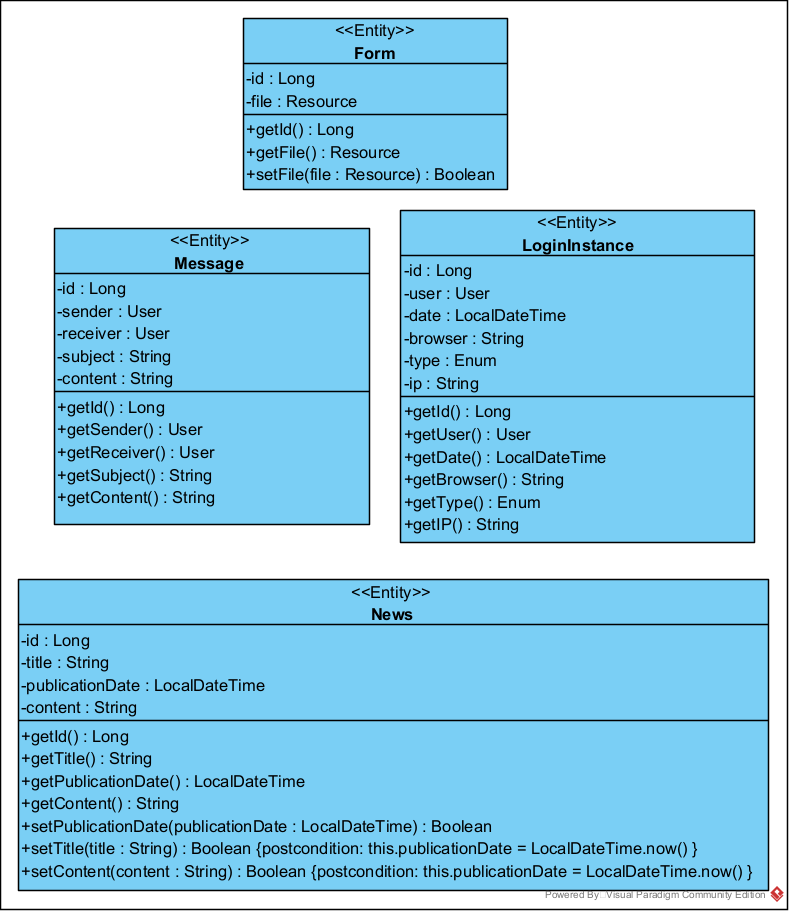 <<Entity>>
Form
-id : Long
-file : Resource
+getId() : Long
+getFile() : Resource
+setFile(file : Resource) : Boolean
<<Entity>>
Message
-id : Long
-sender : User
-receiver : User
-subject : String
-content : String
+getId() : Long
+getSender() : User
+getReceiver() : User
+getSubject() : String
+getContent() : String
<<Entity>>
LoginInstance
-id : Long
-user : User
-date : LocalDateTime
-browser : String
-type : Enum
-ip : String
+getId() : Long
+getUser() : User
+getDate() : LocalDateTime
+getBrowser() : String
+getType() : Enum
+getIP() : String
<<Entity>>
News
-id : Long
-title : String
-publicationDate : LocalDateTime
-content : String
+getId() : Long
+getTitle() : String
+getPublicationDate() : LocalDateTime
+getContent() : String
+setPublicationDate(publicationDate : LocalDateTime) : Boolean
+setTitle(title : String) : Boolean {postcondition: this.publicationDate = LocalDateTime.now() }
+setContent(content : String) : Boolean {postcondition: this.publicationDate = LocalDateTime.now() }
Powered By: Visual Paradigm Community Edition